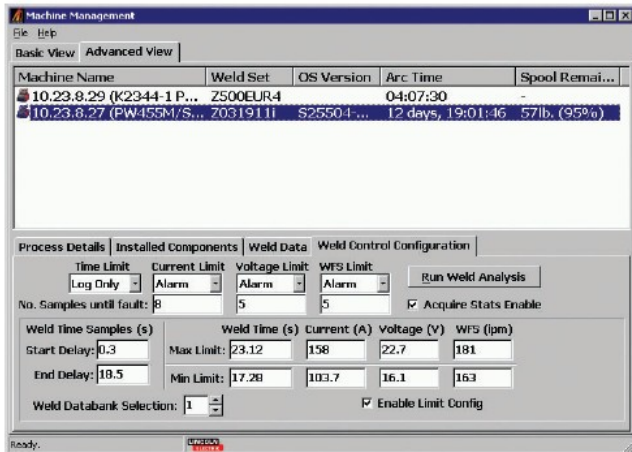 Machine Management
File Help
Basic View Advanced View
Machine Name Weld Set OS Version Arc Time Spool Remai...
10.23.8.29 (K2344-1 P... Z500EUR4 04:07:30 -
10.23.8.27 (PW455M/S... Z031911i S25504-... 12 days, 19:01:46 57lb. (95%)
Process Details Installed Components Weld Data Weld Control Configuration
Time Limit Current Limit Voltage Limit WFS Limit
Log Only Alarm Alarm Alarm Run Weld Analysis
No. Samples until fault: 8 5 5 Acquire Stats Enable
Weld Time Samples (s) Weld Time (s) Current (A) Voltage (V) WFS (ipm)
Start Delay: 0.3 Max Limit: 23.12 158 22.7 181
End Delay: 18.5 Min Limit: 17.28 103.7 16.1 163
Weld Databank Selection: 1 Enable Limit Config
Ready. LINCOLN ELECTRIC